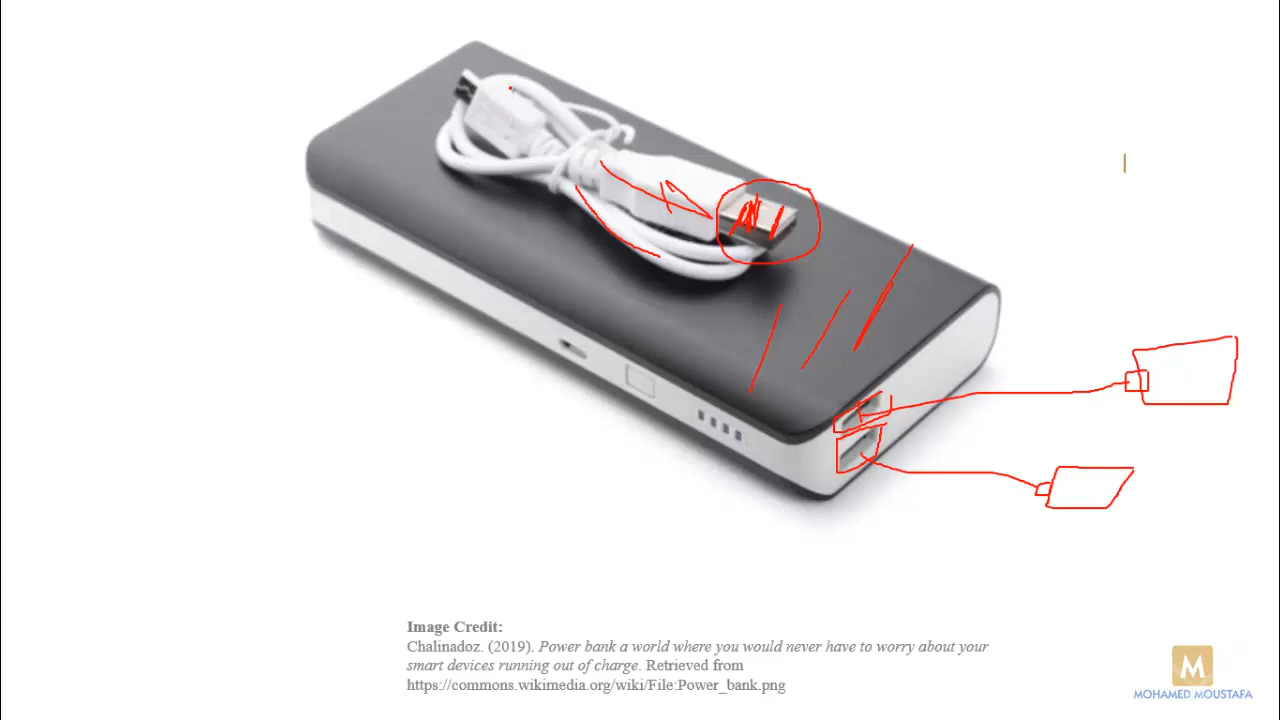 Image Credit:
Chalinadoz. (2019). Power bank a world where you would never have to worry about your
smart devices running out of charge. Retrieved from
https://commons.wikimedia.org/wiki/File:Power_bank.png
M
MOHAMED MOUSTAFA